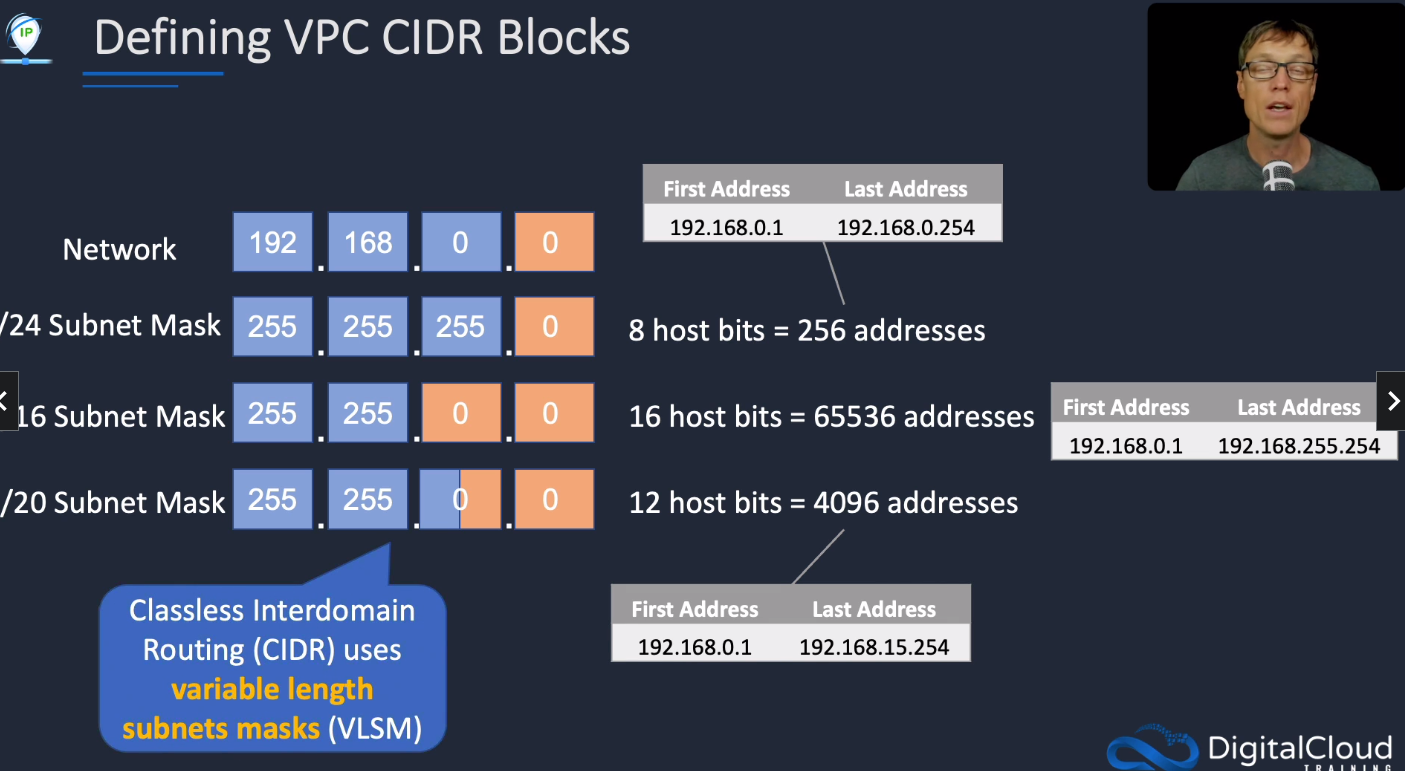 IP
Defining VPC CIDR Blocks
First Address Last Address
192.168.0.1 192.168.0.254
Network 192 . 168 . 0 . 0
/24 Subnet Mask 255 . 255 . 255 . 0 8 host bits = 256 addresses
16 Subnet Mask 255 . 255 . 0 . 0 16 host bits = 65536 addresses
First Address Last Address
192.168.0.1 192.168.255.254
/20 Subnet Mask 255 . 255 . 0 . 0 12 host bits = 4096 addresses
Classless Interdomain
Routing (CIDR) uses
variable length
subnets masks (VLSM)
First Address Last Address
192.168.0.1 192.168.15.254
DigitalCloud
TRAINING